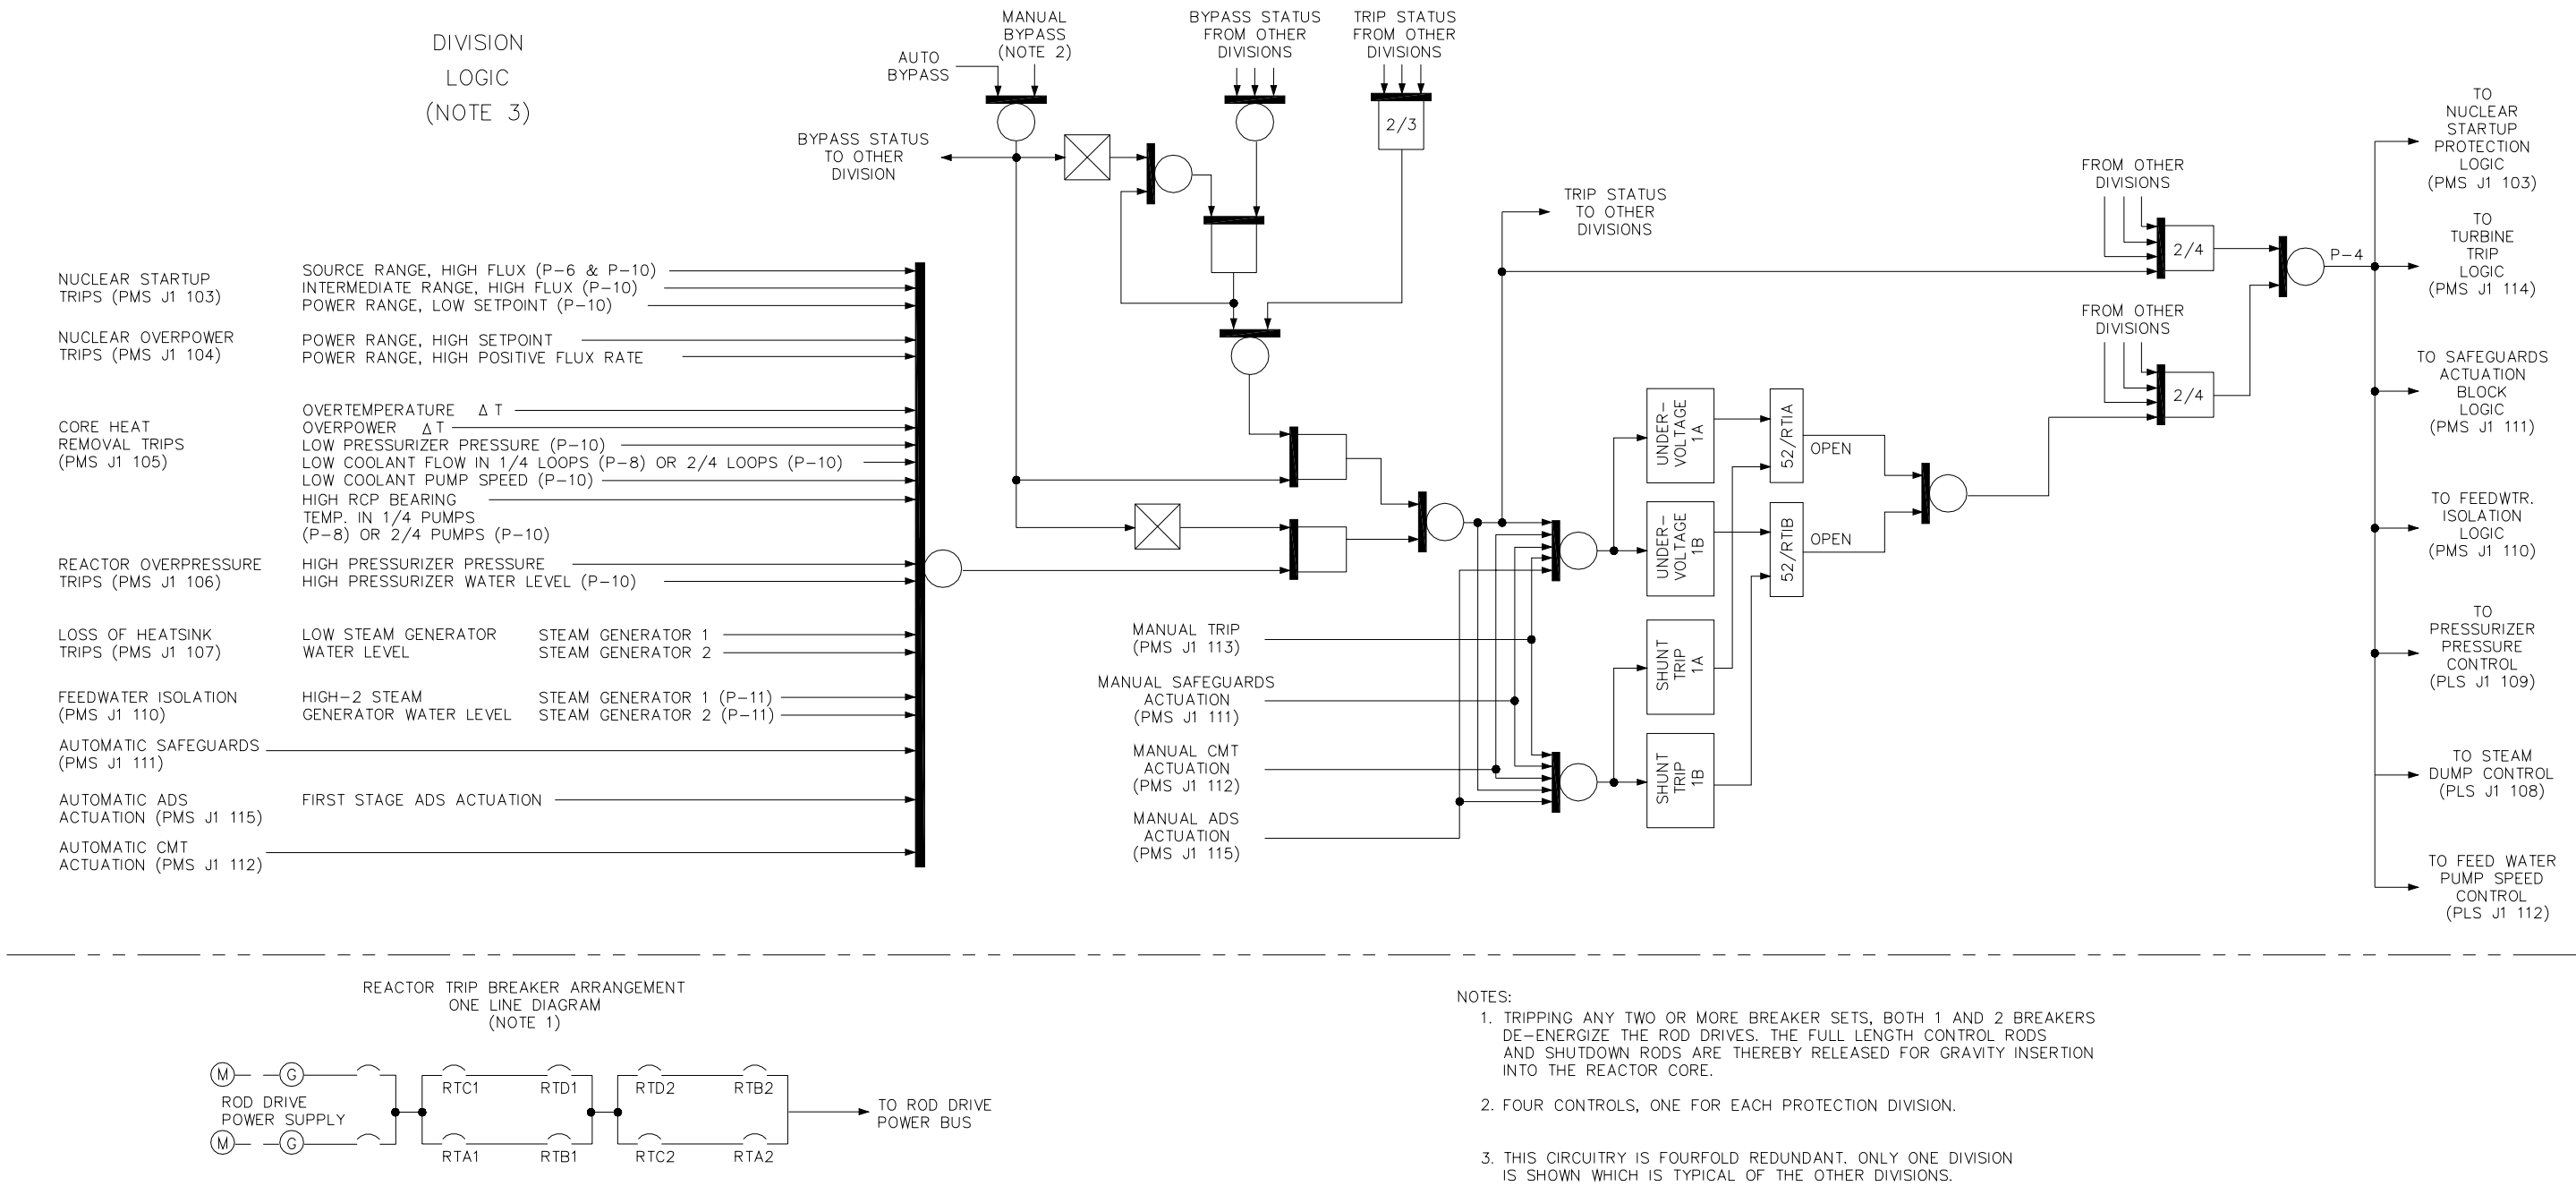 DIVISION
LOGIC
(NOTE 3)
AUTO
BYPASS
MANUAL
BYPASS
(NOTE 2)
BYPASS STATUS
FROM OTHER
DIVISIONS
TRIP STATUS
FROM OTHER
DIVISIONS
2/3
BYPASS STATUS
TO OTHER
DIVISION
TRIP STATUS
TO OTHER
DIVISIONS
NUCLEAR STARTUP
TRIPS (PMS J1 103)
SOURCE RANGE, HIGH FLUX (P-6 & P-10)
INTERMEDIATE RANGE, HIGH FLUX (P-10)
POWER RANGE, LOW SETPOINT (P-10)
NUCLEAR OVERPOWER
TRIPS (PMS J1 104)
POWER RANGE, HIGH SETPOINT
POWER RANGE, HIGH POSITIVE FLUX RATE
CORE HEAT
REMOVAL TRIPS
(PMS J1 105)
OVERTEMPERATURE Δ T
OVERPOWER Δ T
LOW PRESSURIZER PRESSURE (P-10)
LOW COOLANT FLOW IN 1/4 LOOPS (P-8) OR 2/4 LOOPS (P-10)
LOW COOLANT PUMP SPEED (P-10)
HIGH RCP BEARING
TEMP. IN 1/4 PUMPS
(P-8) OR 2/4 PUMPS (P-10)
REACTOR OVERPRESSURE
TRIPS (PMS J1 106)
HIGH PRESSURIZER PRESSURE
HIGH PRESSURIZER WATER LEVEL (P-10)
LOSS OF HEATSINK
TRIPS (PMS J1 107)
LOW STEAM GENERATOR
WATER LEVEL
STEAM GENERATOR 1
STEAM GENERATOR 2
FEEDWATER ISOLATION
(PMS J1 110)
HIGH-2 STEAM
GENERATOR WATER LEVEL
STEAM GENERATOR 1 (P-11)
STEAM GENERATOR 2 (P-11)
AUTOMATIC SAFEGUARDS
(PMS J1 111)
AUTOMATIC ADS
ACTUATION (PMS J1 115)
FIRST STAGE ADS ACTUATION
AUTOMATIC CMT
ACTUATION (PMS J1 112)
MANUAL TRIP
(PMS J1 113)
MANUAL SAFEGUARDS
ACTUATION
(PMS J1 111)
MANUAL CMT
ACTUATION
(PMS J1 112)
MANUAL ADS
ACTUATION
(PMS J1 115)
UNDER-
VOLTAGE
1A
UNDER-
VOLTAGE
1B
SHUNT
TRIP
1A
SHUNT
TRIP
1B
52/RTIA
52/RTIB
OPEN
OPEN
FROM OTHER
DIVISIONS
2/4
FROM OTHER
DIVISIONS
2/4
P-4
TO
NUCLEAR
STARTUP
PROTECTION
LOGIC
(PMS J1 103)
TO
TURBINE
TRIP
LOGIC
(PMS J1 114)
TO SAFEGUARDS
ACTUATION
BLOCK
LOGIC
(PMS J1 111)
TO FEEDWTR.
ISOLATION
LOGIC
(PMS J1 110)
TO
PRESSURIZER
PRESSURE
CONTROL
(PLS J1 109)
TO STEAM
DUMP CONTROL
(PLS J1 108)
TO FEED WATER
PUMP SPEED
CONTROL
(PLS J1 112)
REACTOR TRIP BREAKER ARRANGEMENT
ONE LINE DIAGRAM
(NOTE 1)
M G
ROD DRIVE
POWER SUPPLY
M G
RTC1 RTD1 RTD2 RTB2
RTA1 RTB1 RTC2 RTA2
TO ROD DRIVE
POWER BUS
NOTES:
1. TRIPPING ANY TWO OR MORE BREAKER SETS, BOTH 1 AND 2 BREAKERS
DE-ENERGIZE THE ROD DRIVES. THE FULL LENGTH CONTROL RODS
AND SHUTDOWN RODS ARE THEREBY RELEASED FOR GRAVITY INSERTION
INTO THE REACTOR CORE.
2. FOUR CONTROLS, ONE FOR EACH PROTECTION DIVISION.
3. THIS CIRCUITRY IS FOURFOLD REDUNDANT. ONLY ONE DIVISION
IS SHOWN WHICH IS TYPICAL OF THE OTHER DIVISIONS.